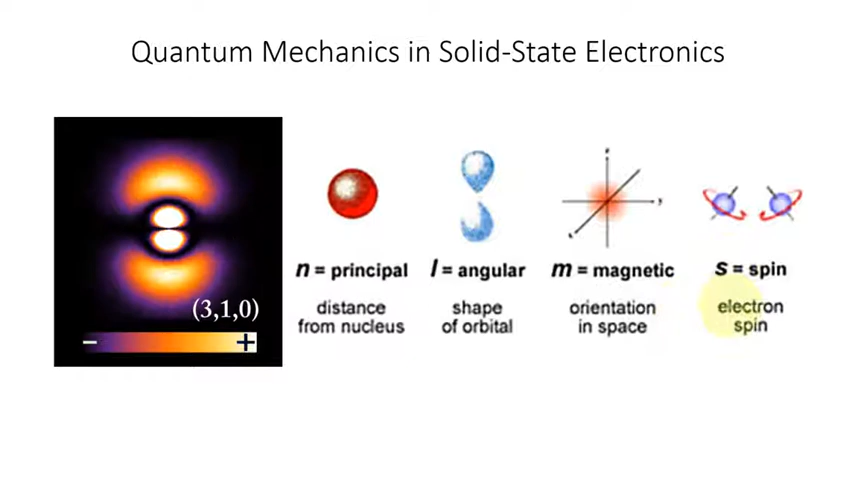 Quantum Mechanics in Solid-State Electronics
(3,1,0)
− +
n = principal
distance
from nucleus
l = angular
shape
of orbital
z
y
x
m = magnetic
orientation
in space
s = spin
electron
spin